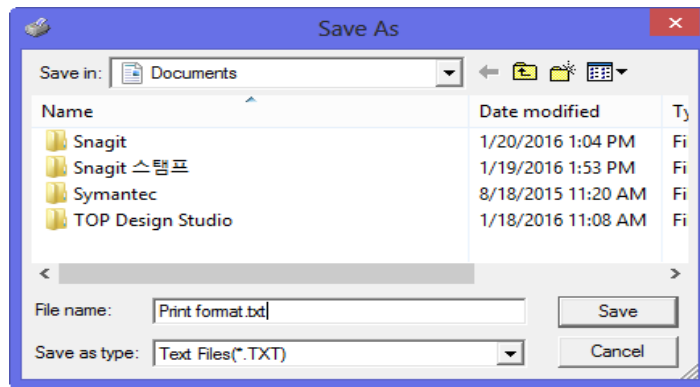 Save As
Save in: Documents
Name Date modified Ty
Snagit 1/20/2016 1:04 PM Fi
Snagit 스탬프 1/19/2016 1:53 PM Fi
Symantec 8/18/2015 11:20 AM Fi
TOP Design Studio 1/18/2016 11:08 AM Fi
File name: Print format.txt Save
Save as type: Text Files(*.TXT) Cancel